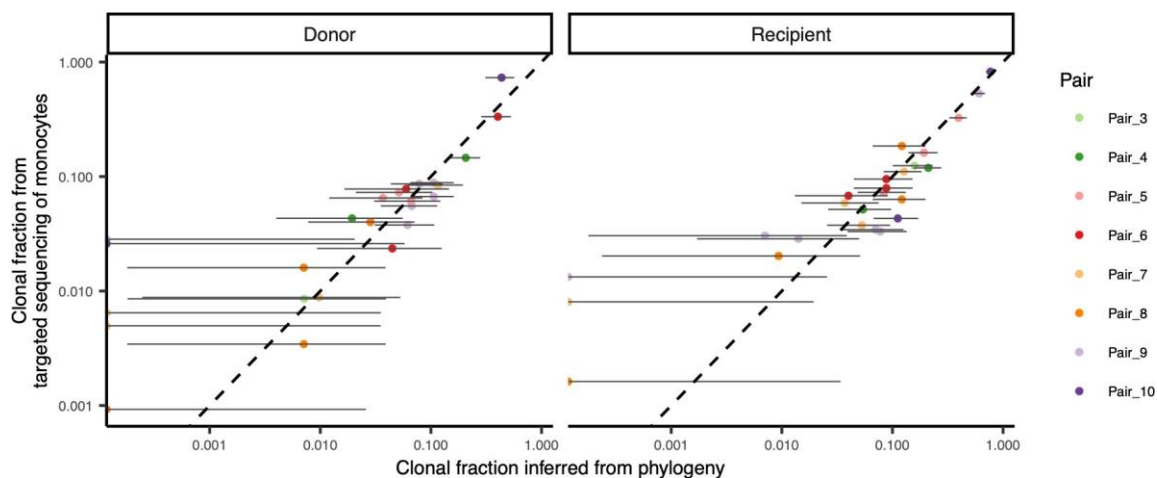 Donor
Recipient
Clonal fraction from
targeted sequencing of monocytes
1.000
0.100
0.010
0.001
0.001
0.010
0.100
1.000
0.001
0.010
0.100
1.000
Clonal fraction inferred from phylogeny
Pair
Pair_3
Pair_4
Pair_5
Pair_6
Pair_7
Pair_8
Pair_9
Pair_10